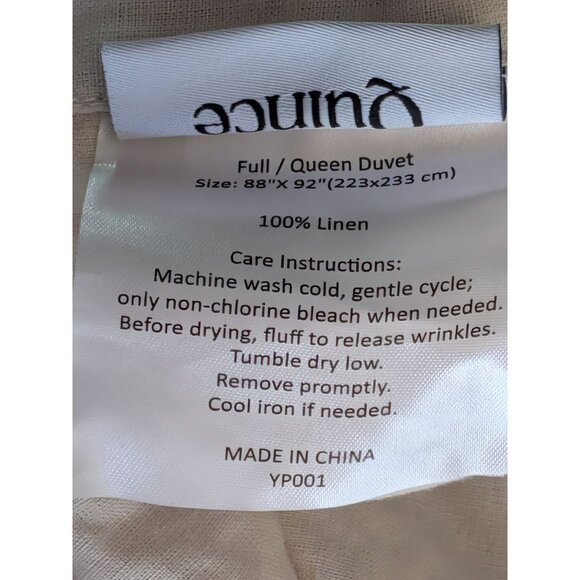 Quince
Full / Queen Duvet
Size: 88"X 92"(223x233 cm)
100% Linen
Care Instructions:
Machine wash cold, gentle cycle;
only non-chlorine bleach when needed.
Before drying, fluff to release wrinkles.
Tumble dry low.
Remove promptly.
Cool iron if needed.
MADE IN CHINA
YP001